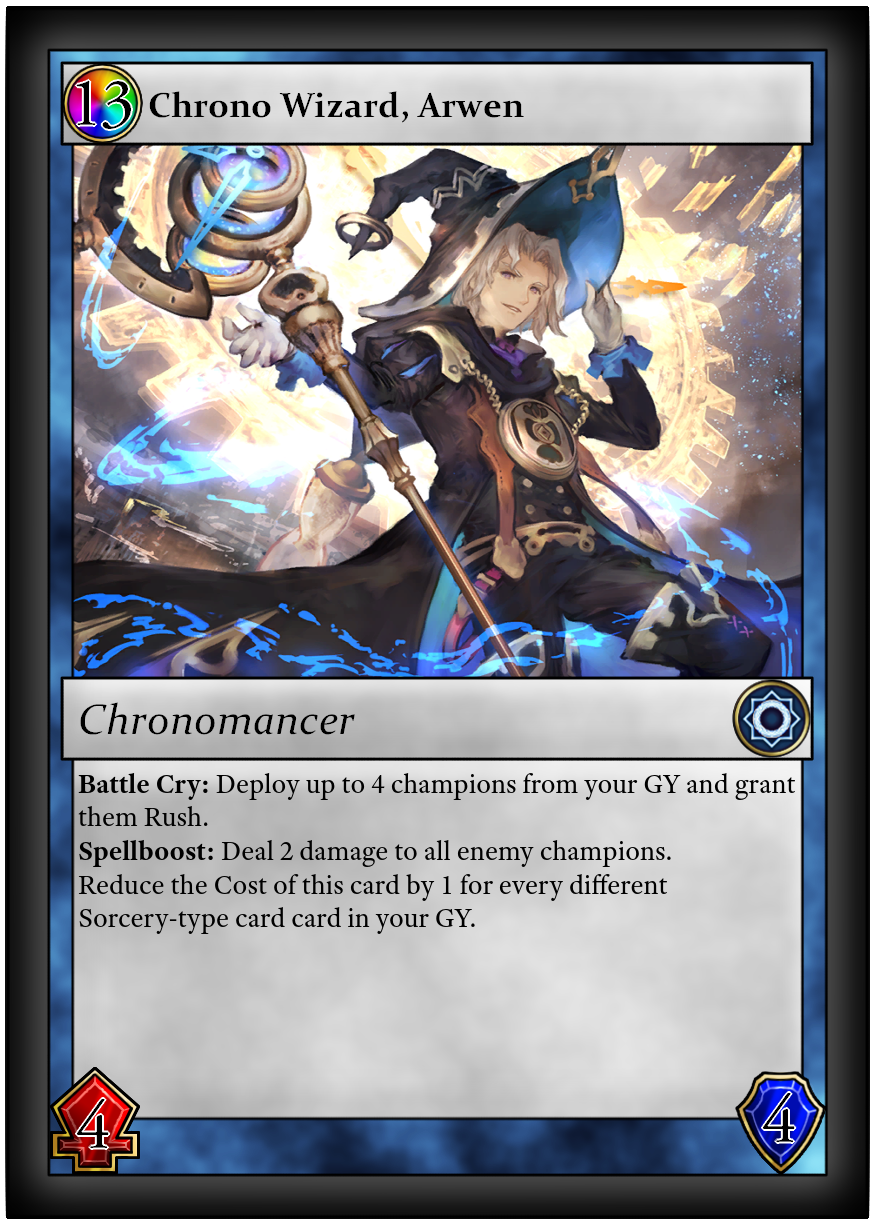 13 Chrono Wizard, Arwen
Chronomancer
Battle Cry: Deploy up to 4 champions from your GY and grant
them Rush.
Spellboost: Deal 2 damage to all enemy champions.
Reduce the Cost of this card by 1 for every different
Sorcery-type card card in your GY.
4
4